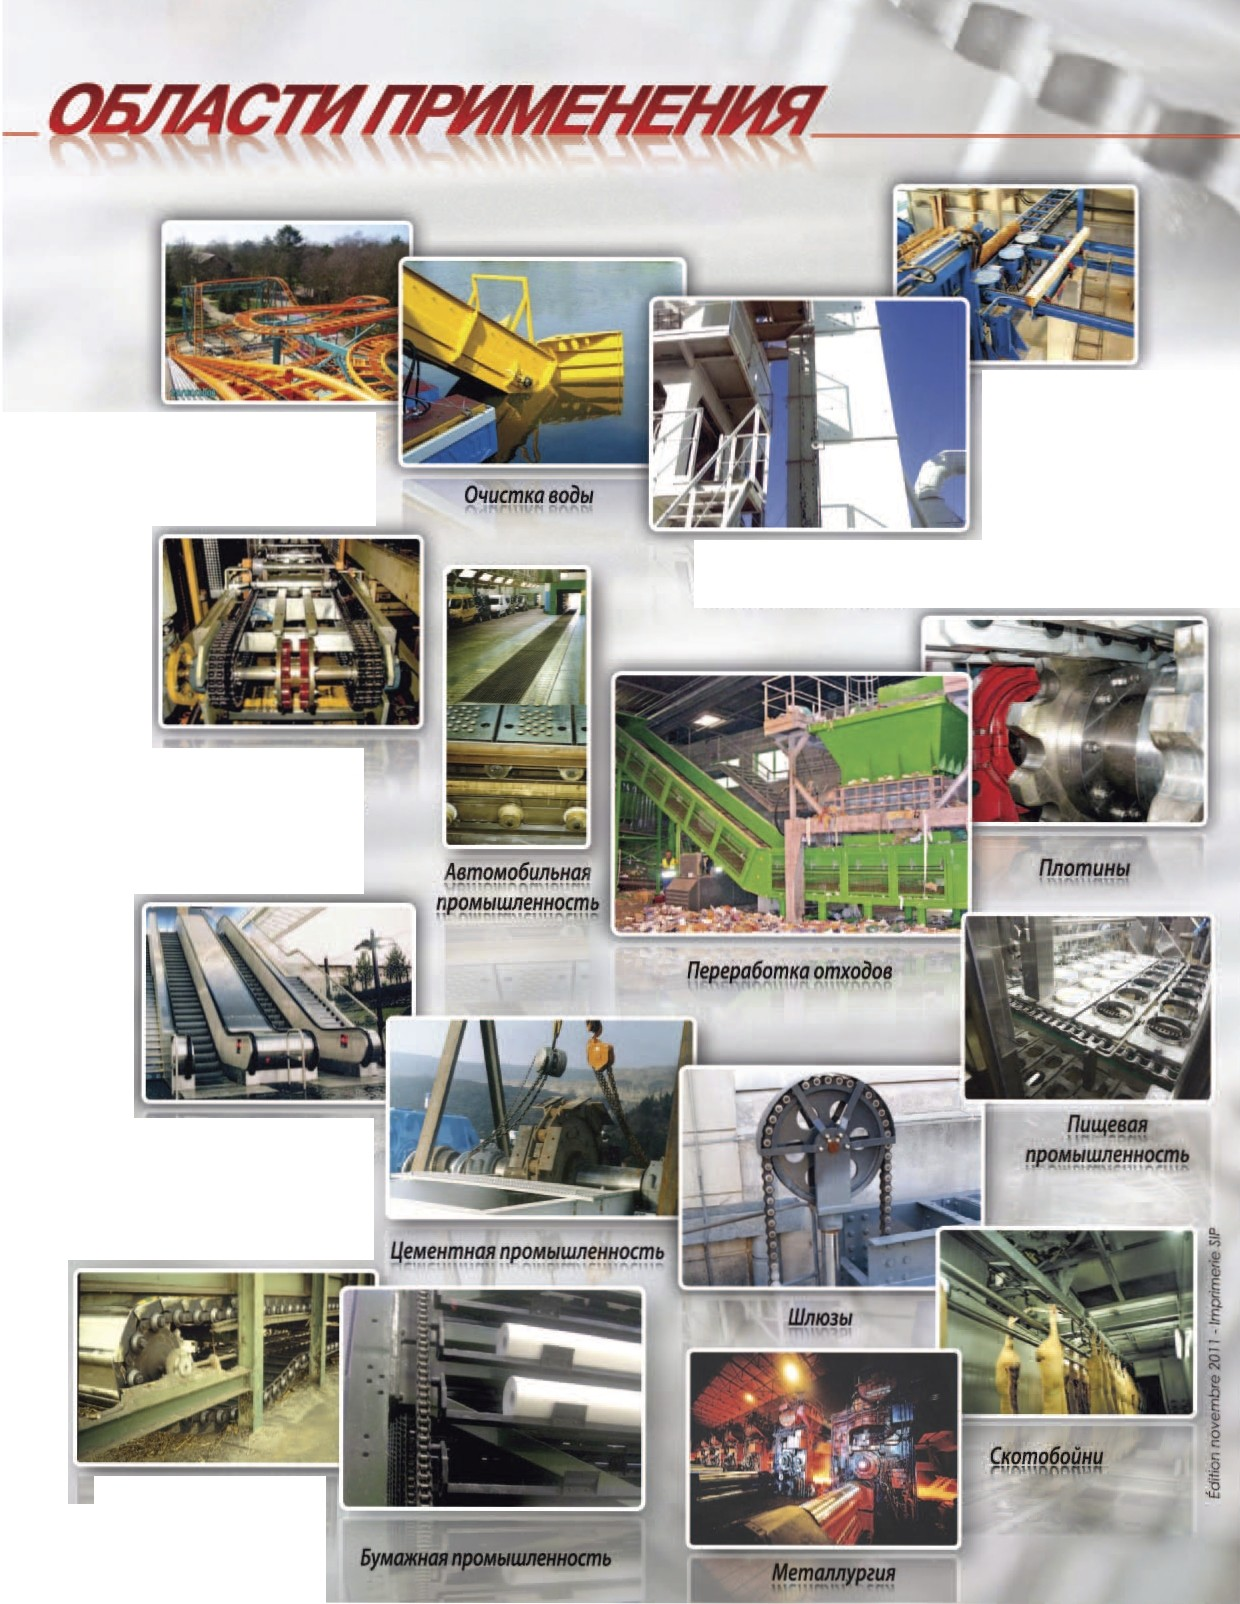 ОБЛАСТИ ПРИМЕНЕНИЯ
Очистка воды
Автомобильная
промышленность
Плотины
Переработка отходов
Пищевая
промышленность
Цементная промышленность
Шлюзы
Скотобойни
Бумажная промышленность
Металлургия
Édition novembre 2011 - Imprimerie SIP